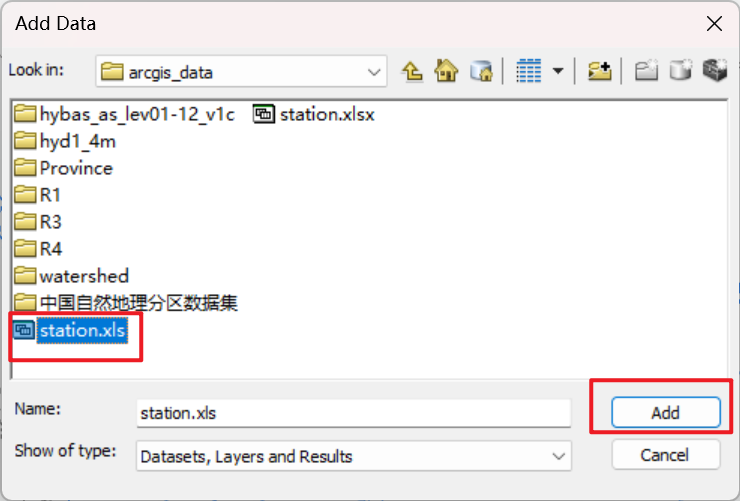 Add Data
Look in: arcgis_data
hybas_as_lev01-12_v1c station.xlsx
hyd1_4m
Province
R1
R3
R4
watershed
中国自然地理分区数据集
station.xls
Name: station.xls Add
Show of type: Datasets, Layers and Results Cancel